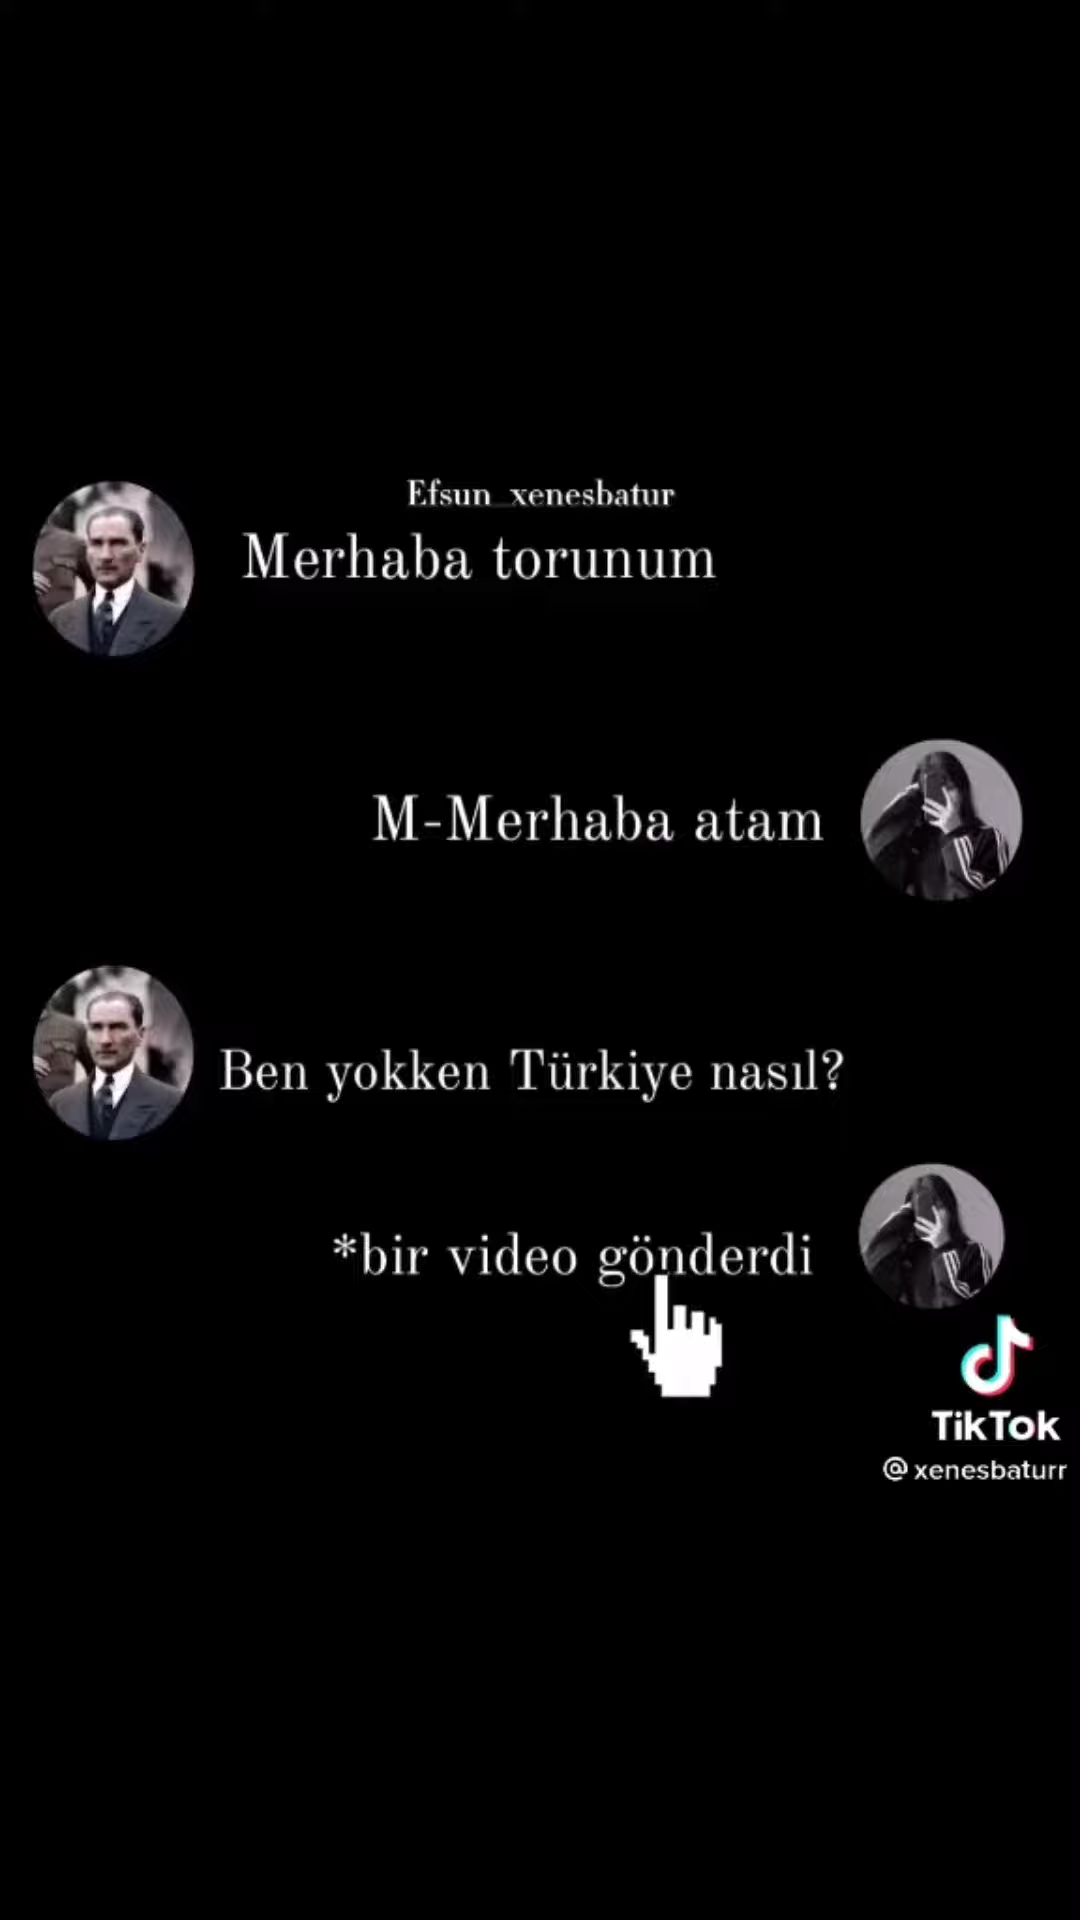 Efsun_xenesbatur
Merhaba torunum
M-Merhaba atam
Ben yokken Türkiye nasıl?
*bir video gönderdi
TikTok
@xenesbaturr